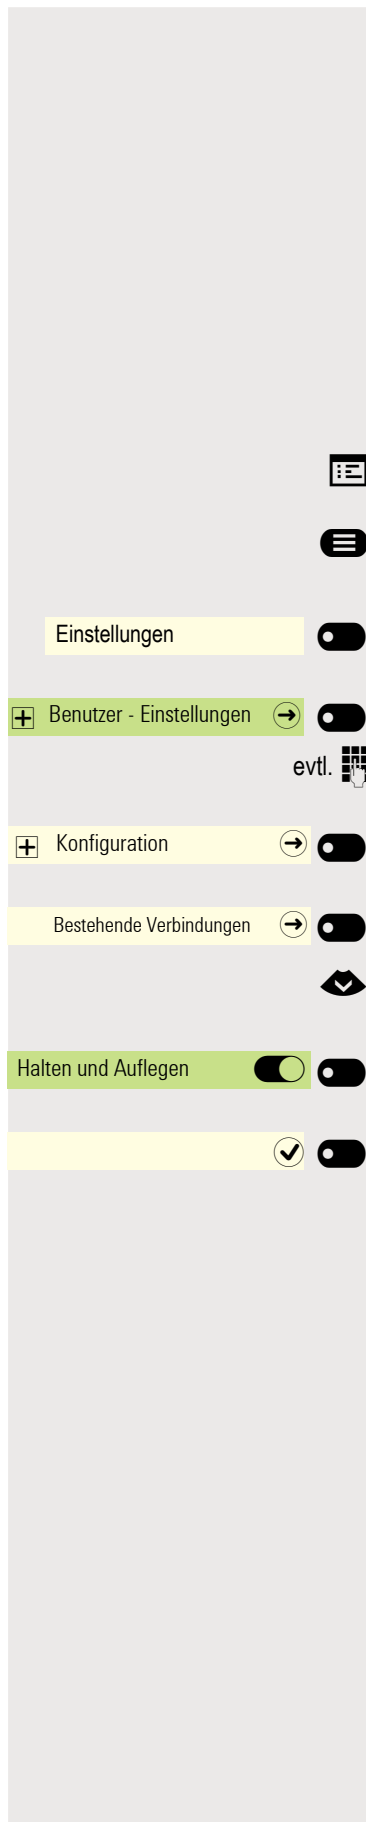 Einstellungen
Benutzer - Einstellungen
evtl.
Konfiguration
Bestehende Verbindungen
Halten und Auflegen